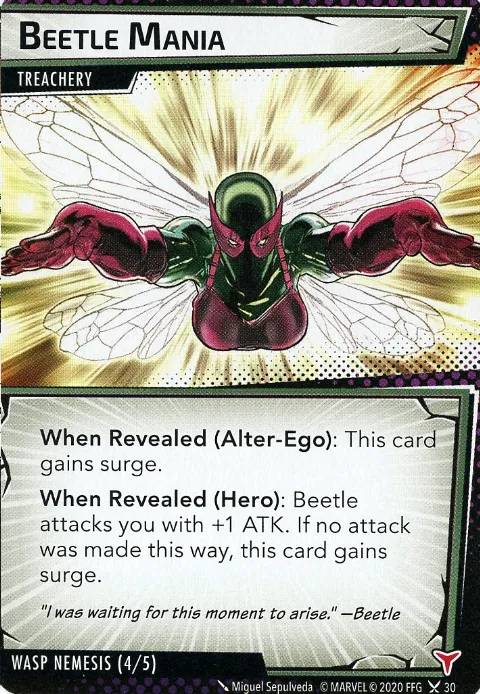 BEETLE MANIA
TREACHERY
When Revealed (Alter-Ego): This card
gains surge.
When Revealed (Hero): Beetle
attacks you with +1 ATK. If no attack
was made this way, this card gains
surge.
"I was waiting for this moment to arise." —Beetle
WASP NEMESIS (4/5)
Miguel Sepulveda © MARVEL © 2020 FFG 30